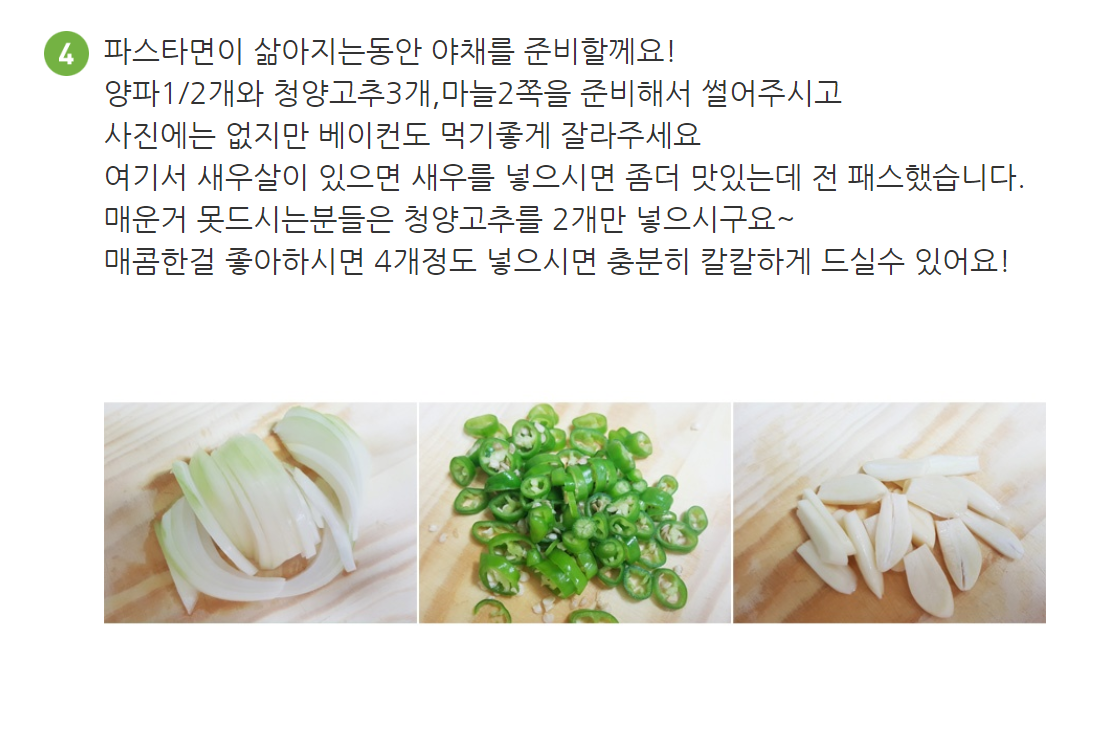 4 파스타면이 삶아지는동안 야채를 준비할께요!
양파1/2개와 청양고추3개,마늘2쪽을 준비해서 썰어주시고
사진에는 없지만 베이컨도 먹기좋게 잘라주세요
여기서 새우살이 있으면 새우를 넣으시면 좀더 맛있는데 전 패스했습니다.
매운거 못드시는분들은 청양고추를 2개만 넣으시구요~
매콤한걸 좋아하시면 4개정도 넣으시면 충분히 칼칼하게 드실수 있어요!